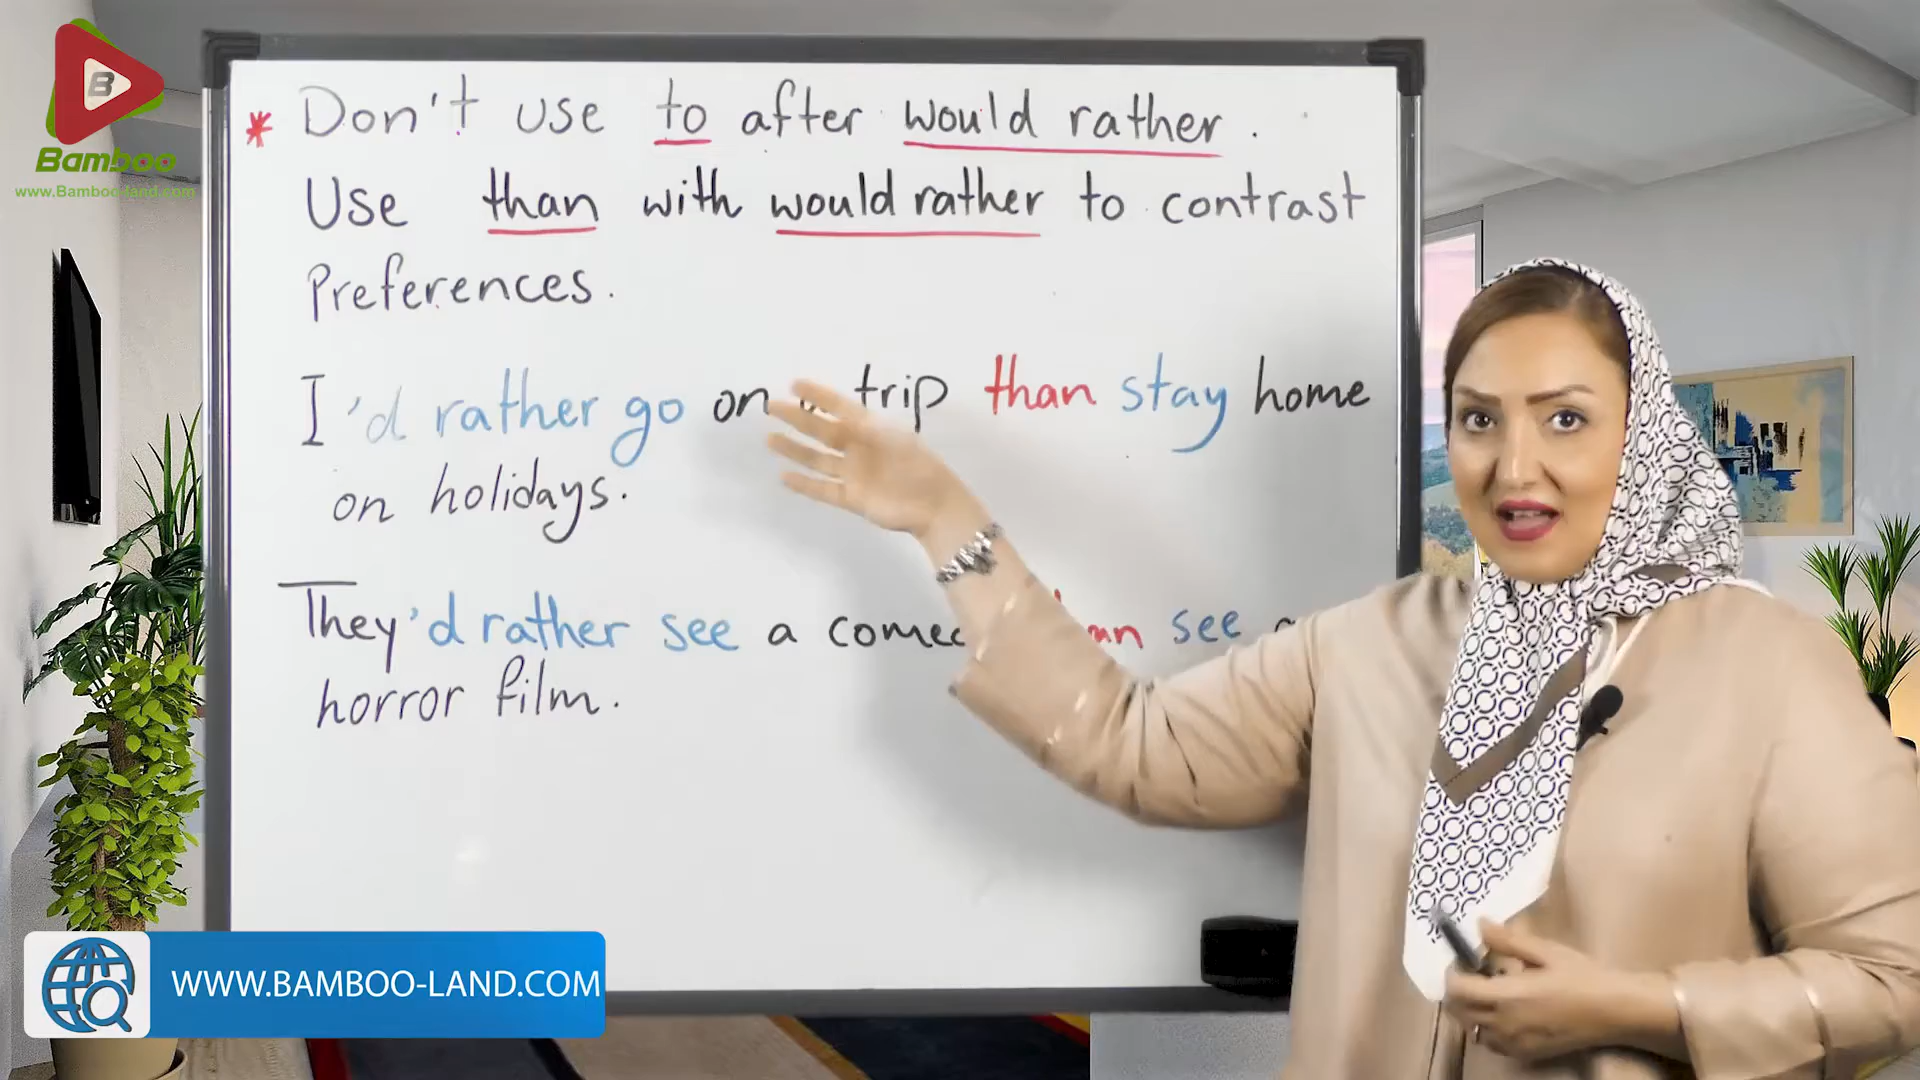 B
Bamboo
www.Bamboo-land.com
* Don't use to after would rather.
Use than with would rather to contrast
Preferences.
I'd rather go on trip than stay home
on holidays.
They'd rather see a see
horror film.
WWW.BAMBOO-LAND.COM